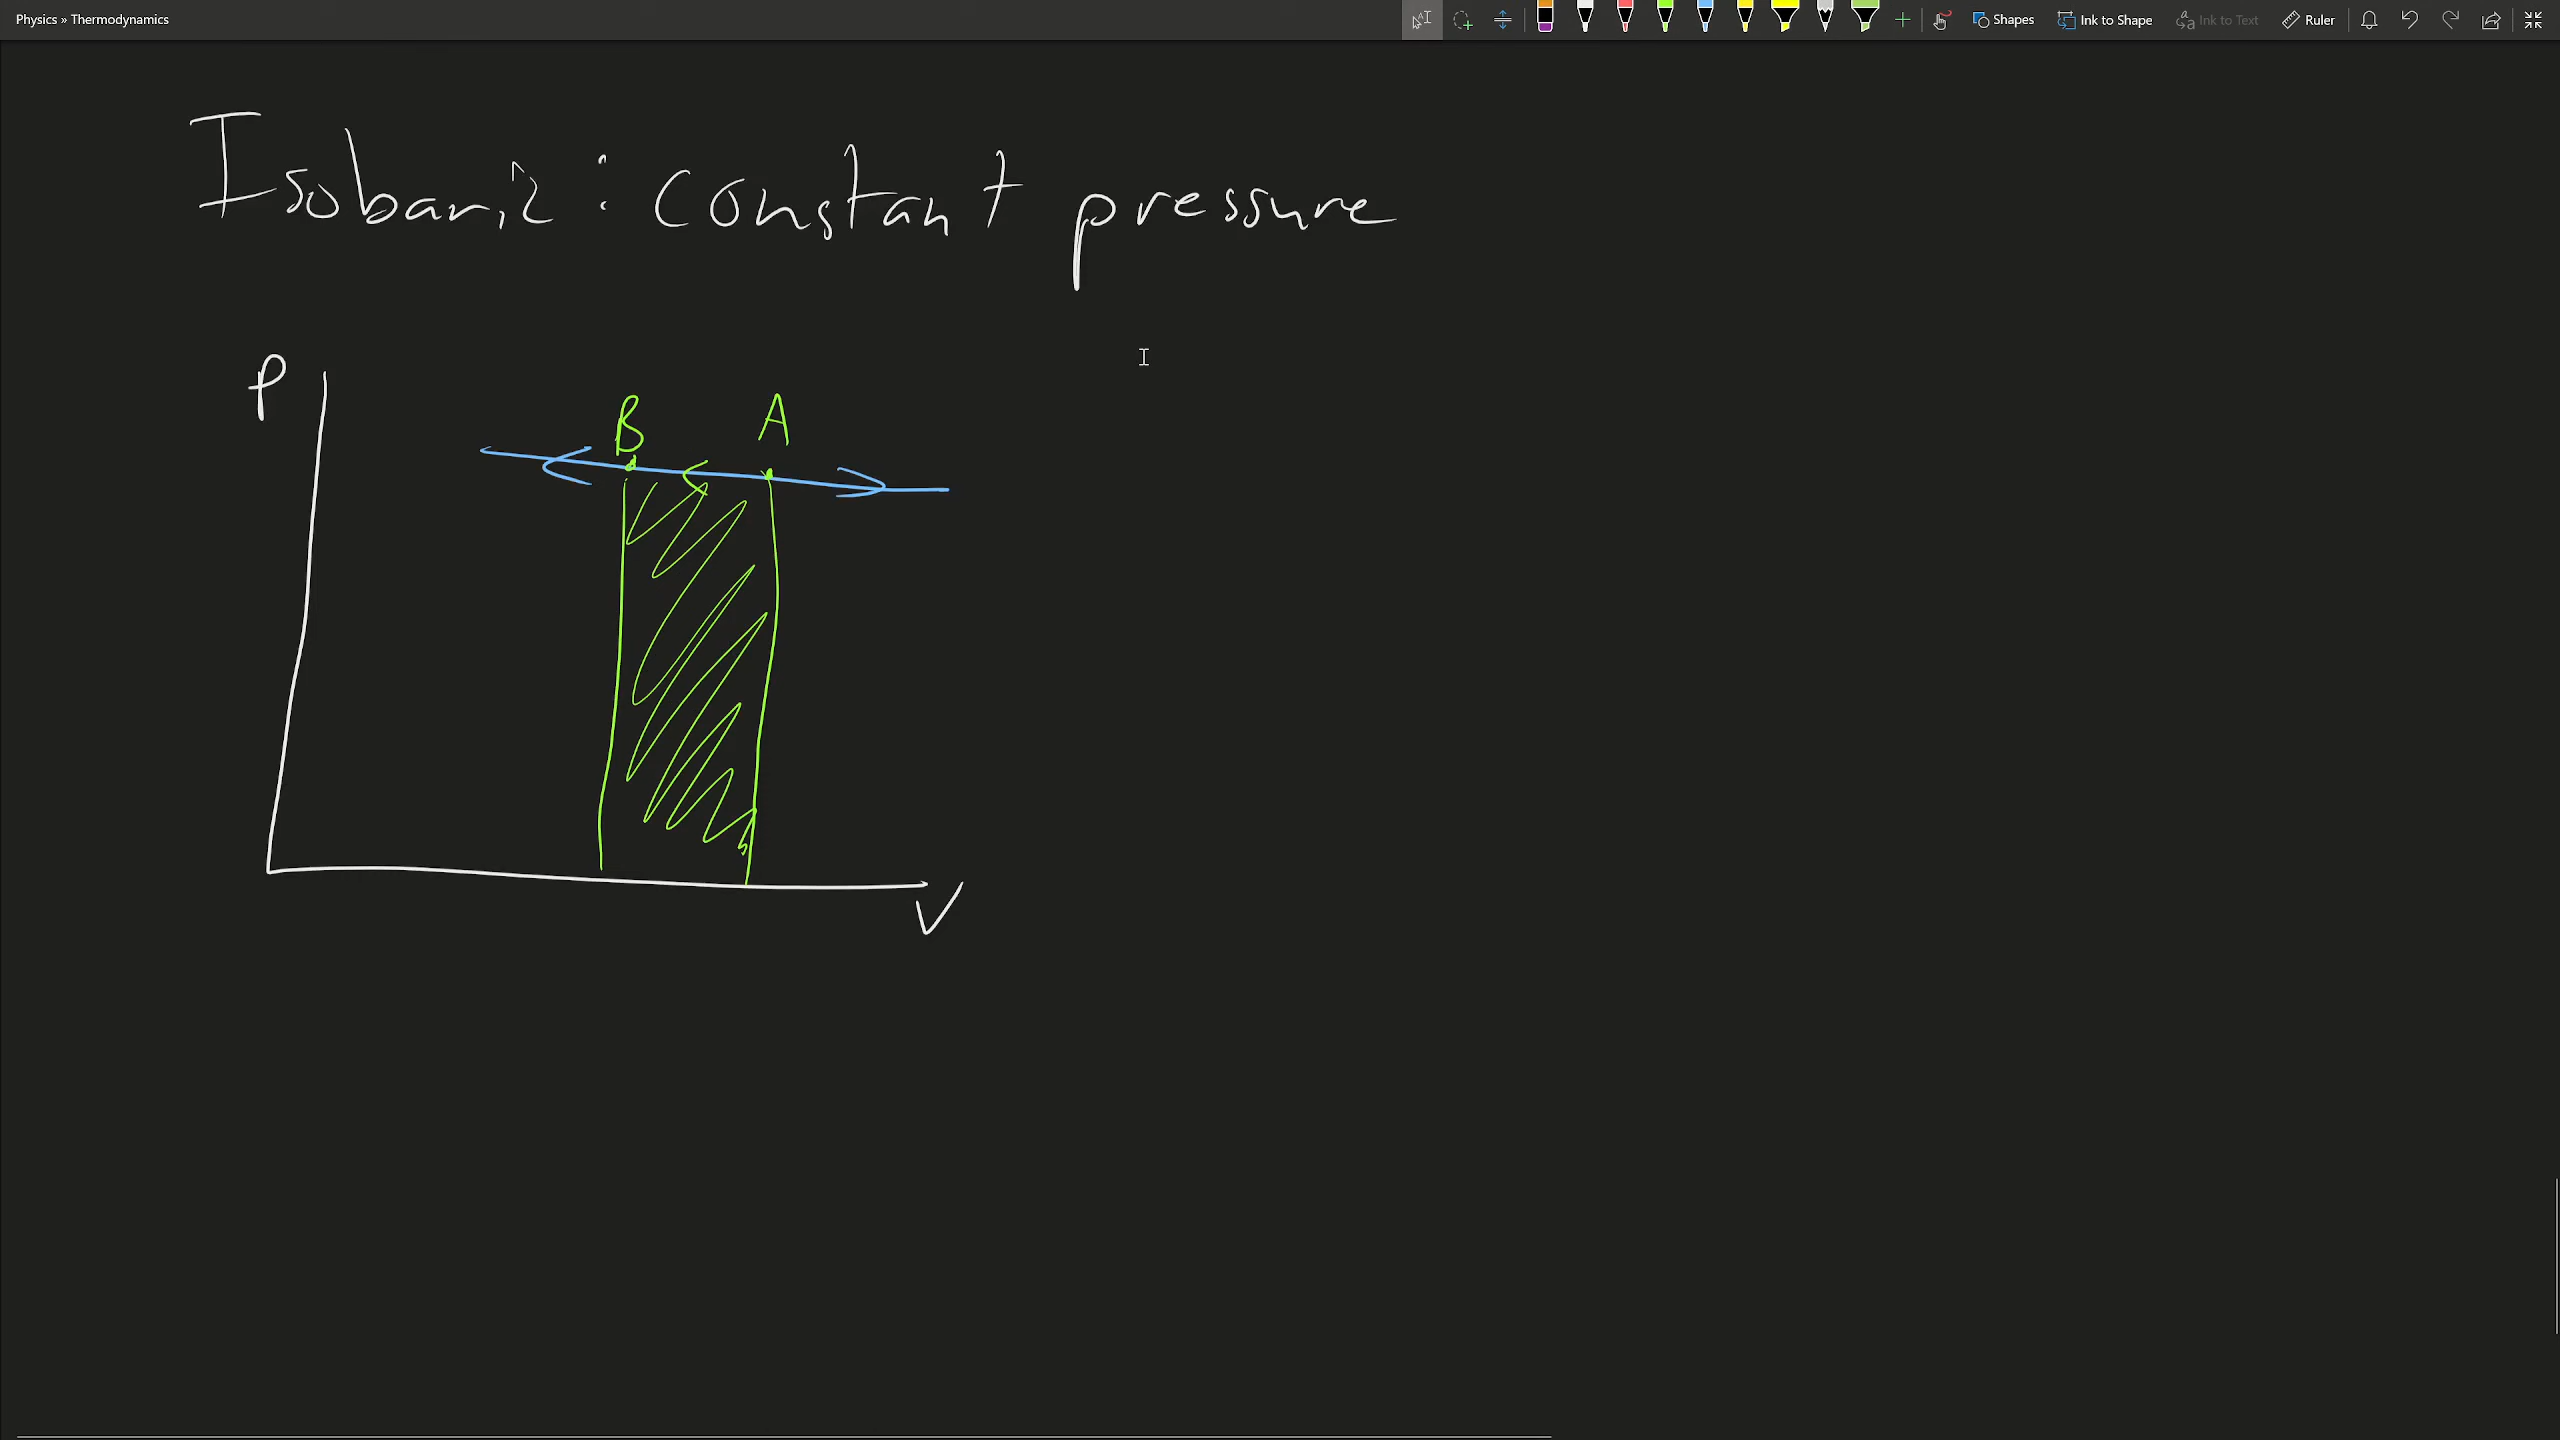 Physics » Thermodynamics
Shapes
Ink to Shape
Ink to Text
Ruler
Isobaric : constant pressure
P
B
A
V